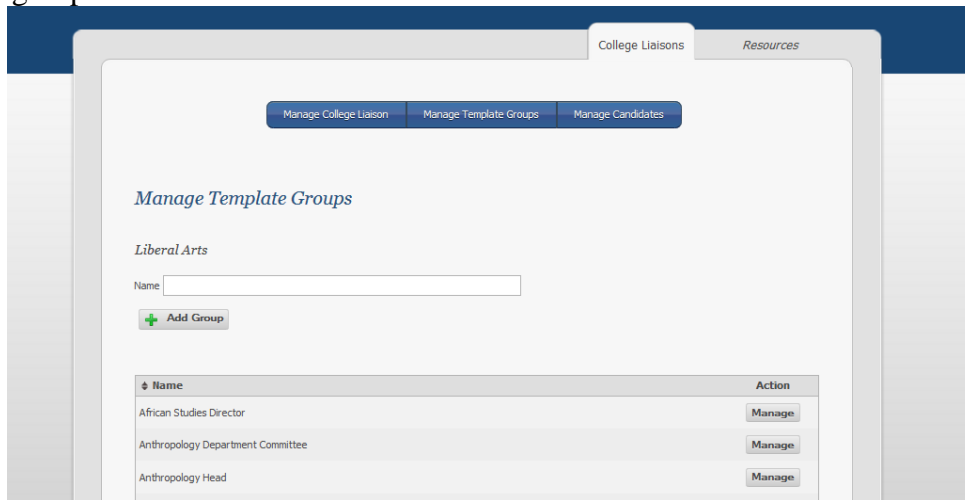 College Liaisons Resources
Manage College Liaison Manage Template Groups Manage Candidates
Manage Template Groups
Liberal Arts
Name
Add Group
Name Action
African Studies Director Manage
Anthropology Department Committee Manage
Anthropology Head Manage